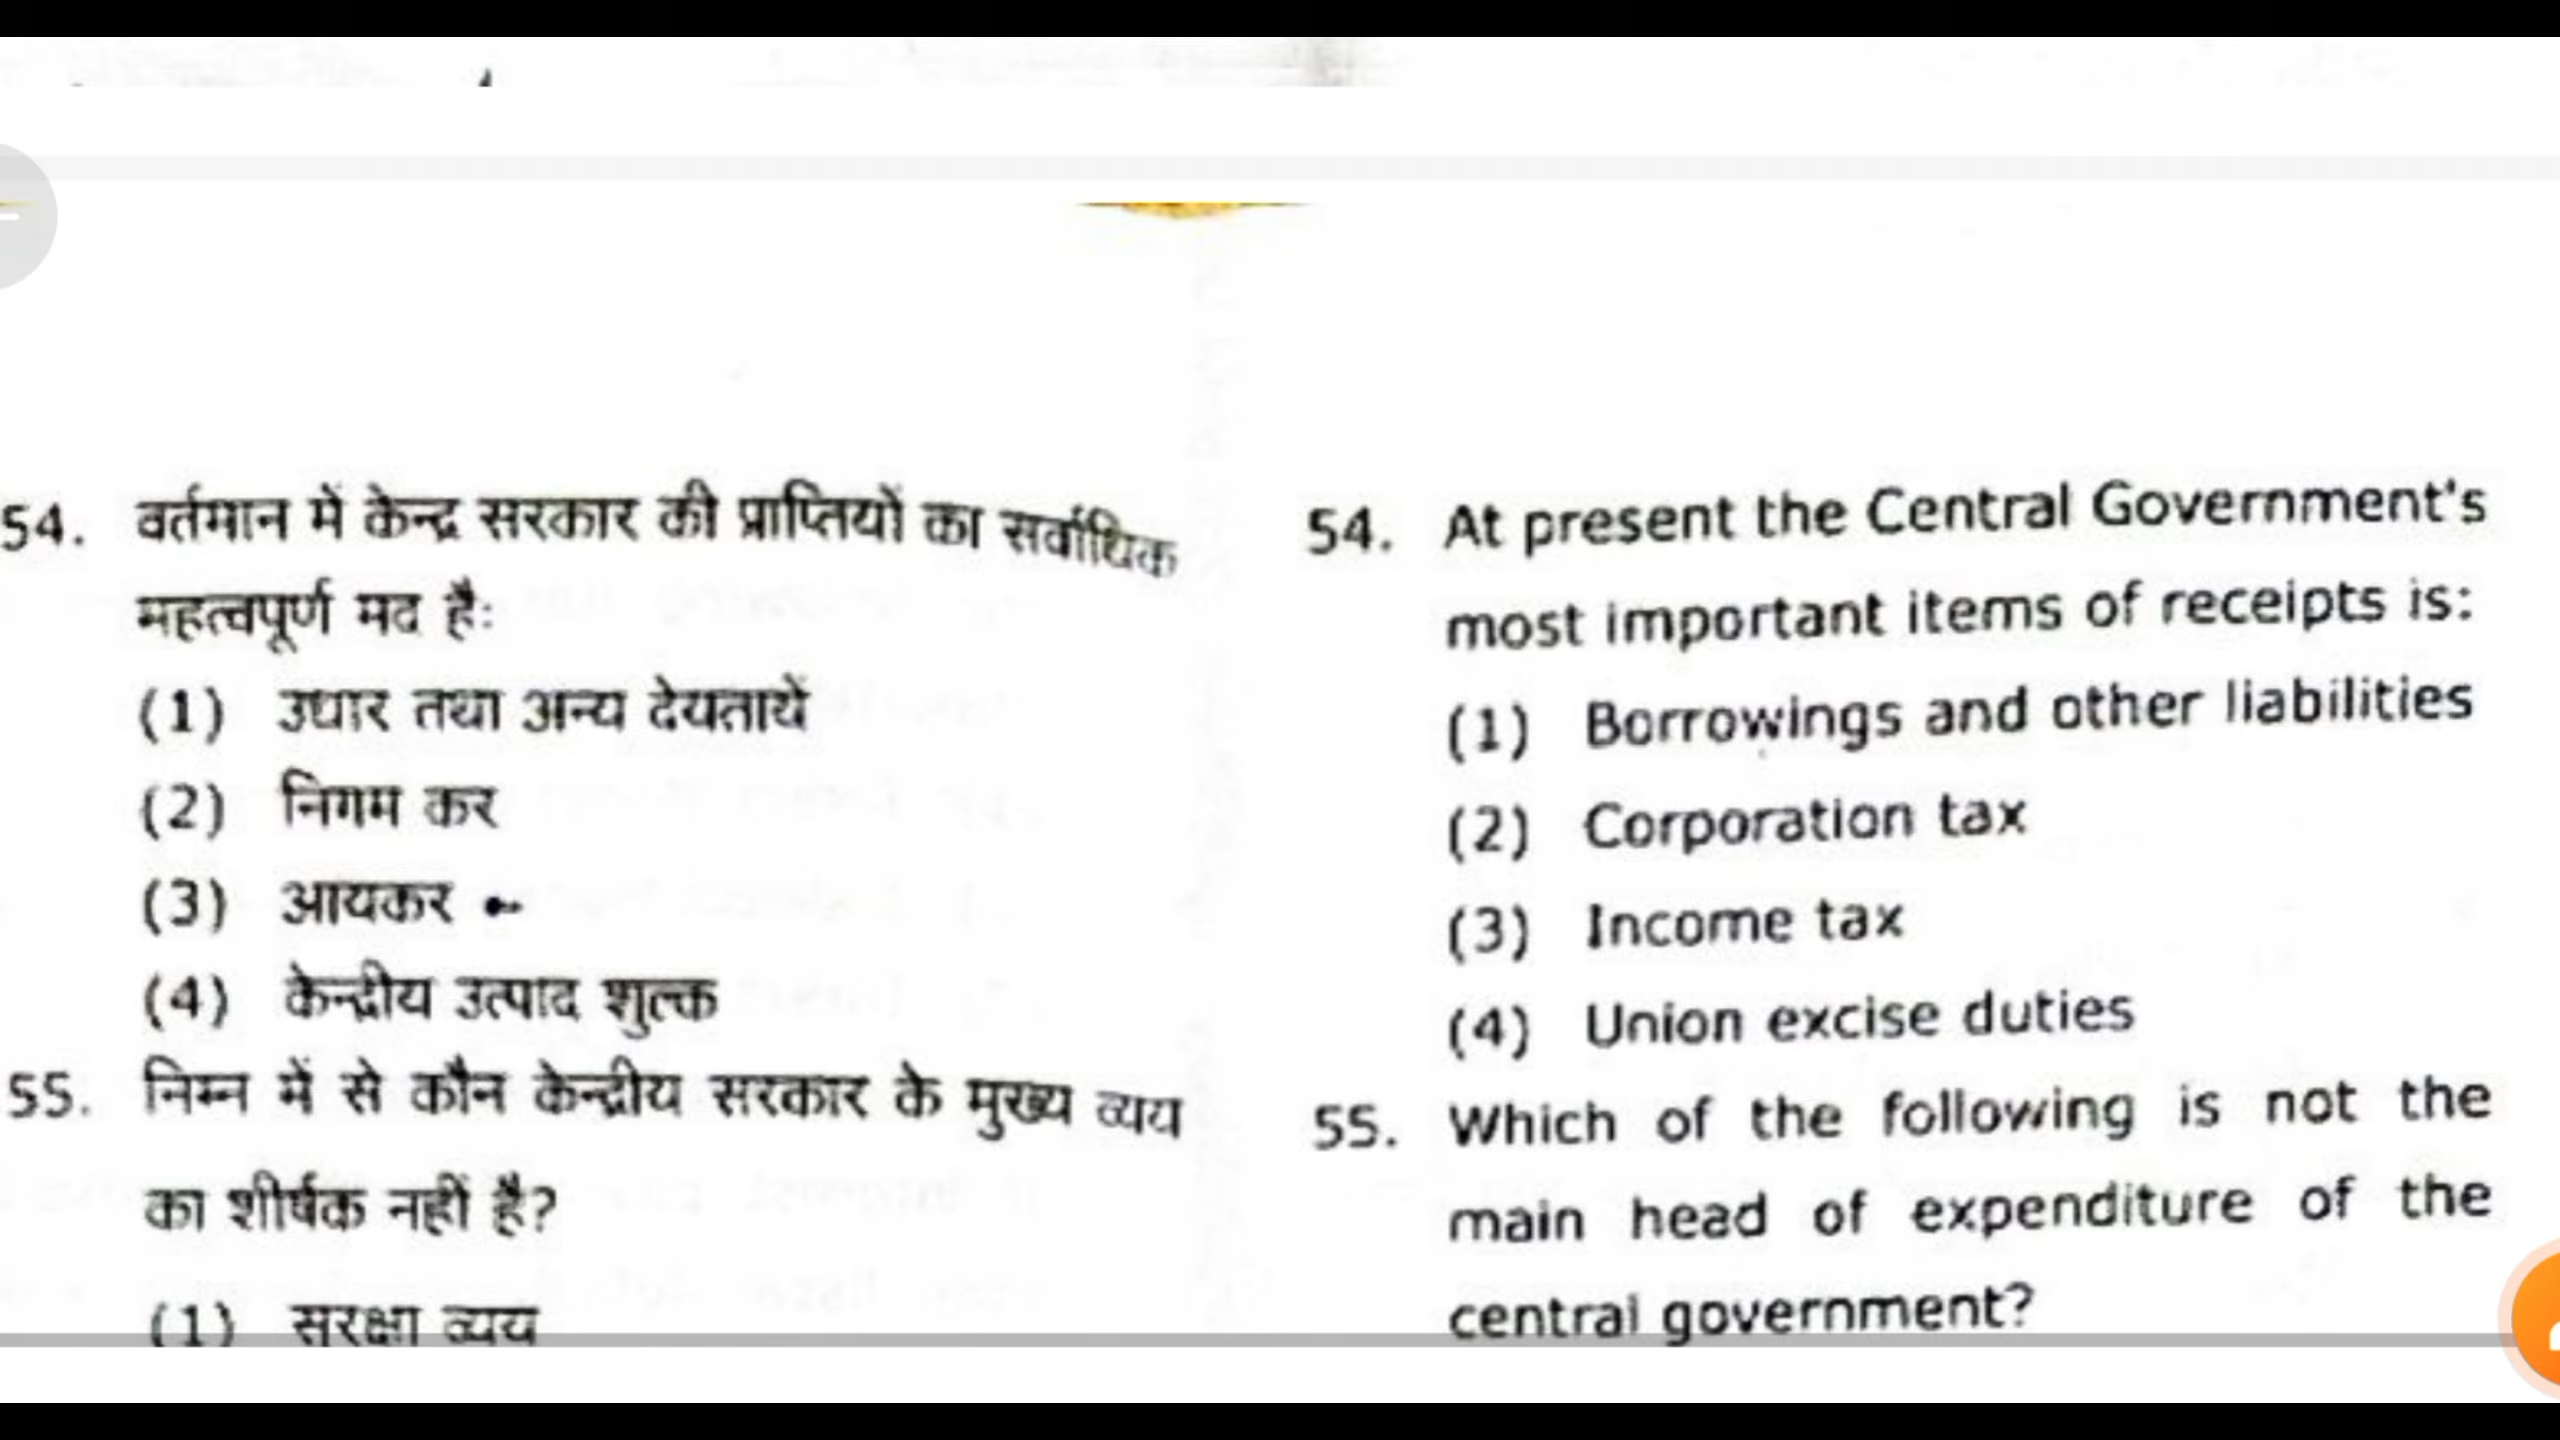 54. वर्तमान में केन्द्र सरकार की प्राप्तियों का सर्वाधिक
महत्वपूर्ण मद हैः
(1) उधार तथा अन्य देयतायें
(2) निगम कर
(3) आयकर
(4) केन्द्रीय उत्पाद शुल्क
55. निम्न में से कौन केन्द्रीय सरकार के मुख्य व्यय
का शीर्षक नहीं है?
(1) सुरक्षा व्यय
54. At present the Central Government's
most important items of receipts is:
(1) Borrowings and other liabilities
(2) Corporation tax
(3) Income tax
(4) Union excise duties
55. Which of the following is not the
main head of expenditure of the
central government?